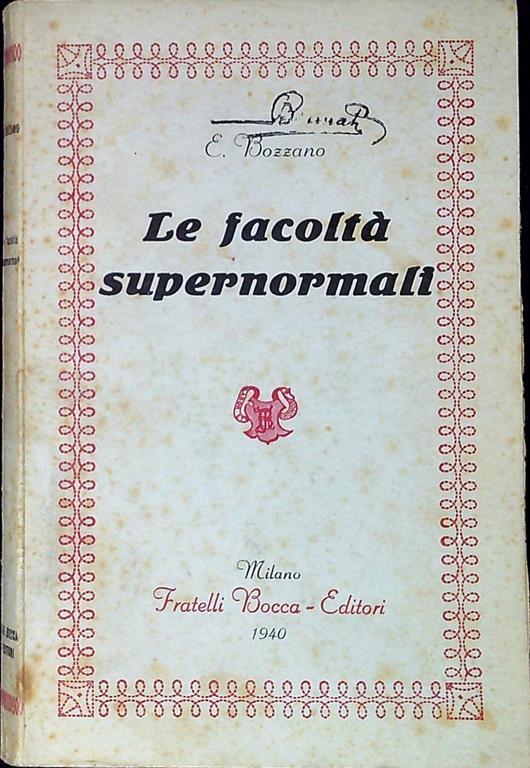 E. Bozzano
Le facoltà
supernormali
Milano
Fratelli Bocca - Editori
1940